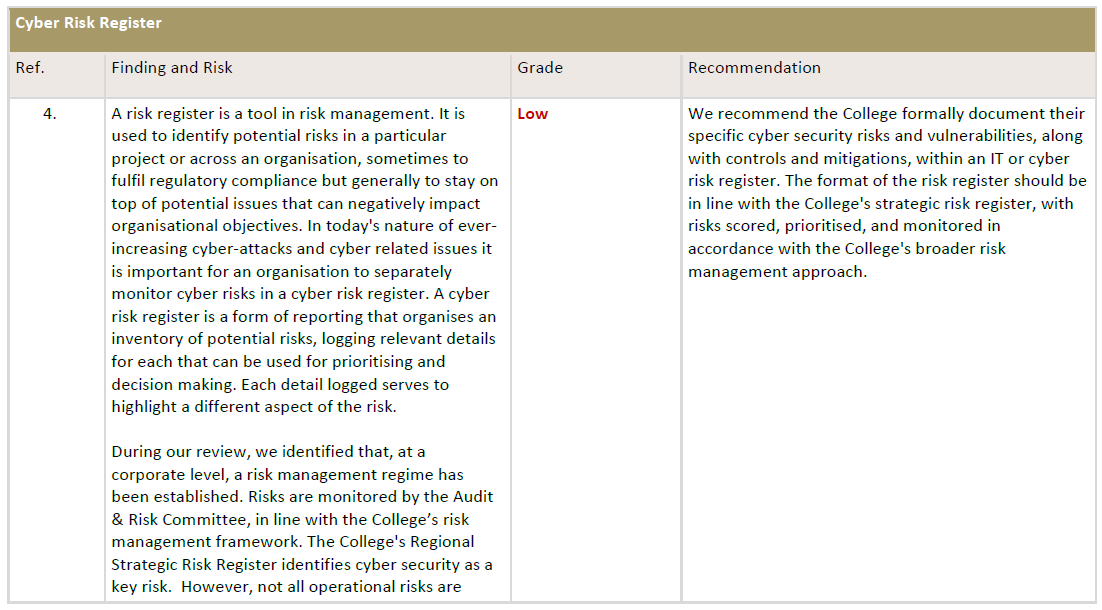 Cyber Risk Register
Ref.
Finding and Risk
Grade
Recommendation
4.
A risk register is a tool in risk management. It is
used to identify potential risks in a particular
project or across an organisation, sometimes to
fulfil regulatory compliance but generally to stay on
top of potential issues that can negatively impact
organisational objectives. In today's nature of ever-
increasing cyber-attacks and cyber related issues it
is important for an organisation to separately
monitor cyber risks in a cyber risk register. A cyber
risk register is a form of reporting that organises an
inventory of potential risks, logging relevant details
for each that can be used for prioritising and
decision making. Each detail logged serves to
highlight a different aspect of the risk.
During our review, we identified that, at a
corporate level, a risk management regime has
been established. Risks are monitored by the Audit
& Risk Committee, in line with the College’s risk
management framework. The College's Regional
Strategic Risk Register identifies cyber security as a
key risk.  However, not all operational risks are
Low
We recommend the College formally document their
specific cyber security risks and vulnerabilities, along
with controls and mitigations, within an IT or cyber
risk register. The format of the risk register should be
in line with the College's strategic risk register, with
risks scored, prioritised, and monitored in
accordance with the College's broader risk
management approach.